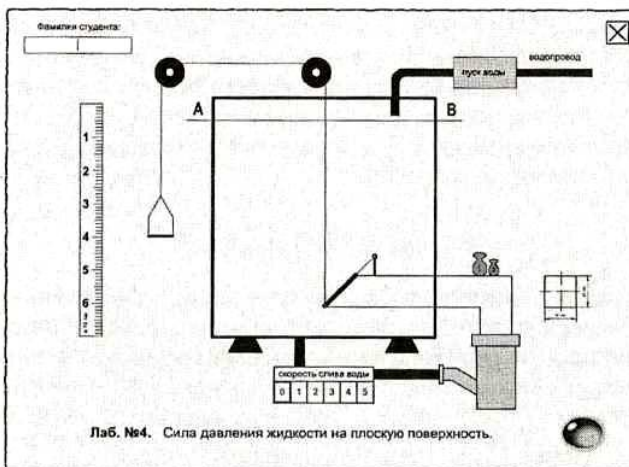 Фамилия студента:
водопровод
пуск воды
A
B
1
2
3
4
5
6
скорость слива воды
0 1 2 3 4 5
Лаб. №4. Сила давления жидкости на плоскую поверхность.